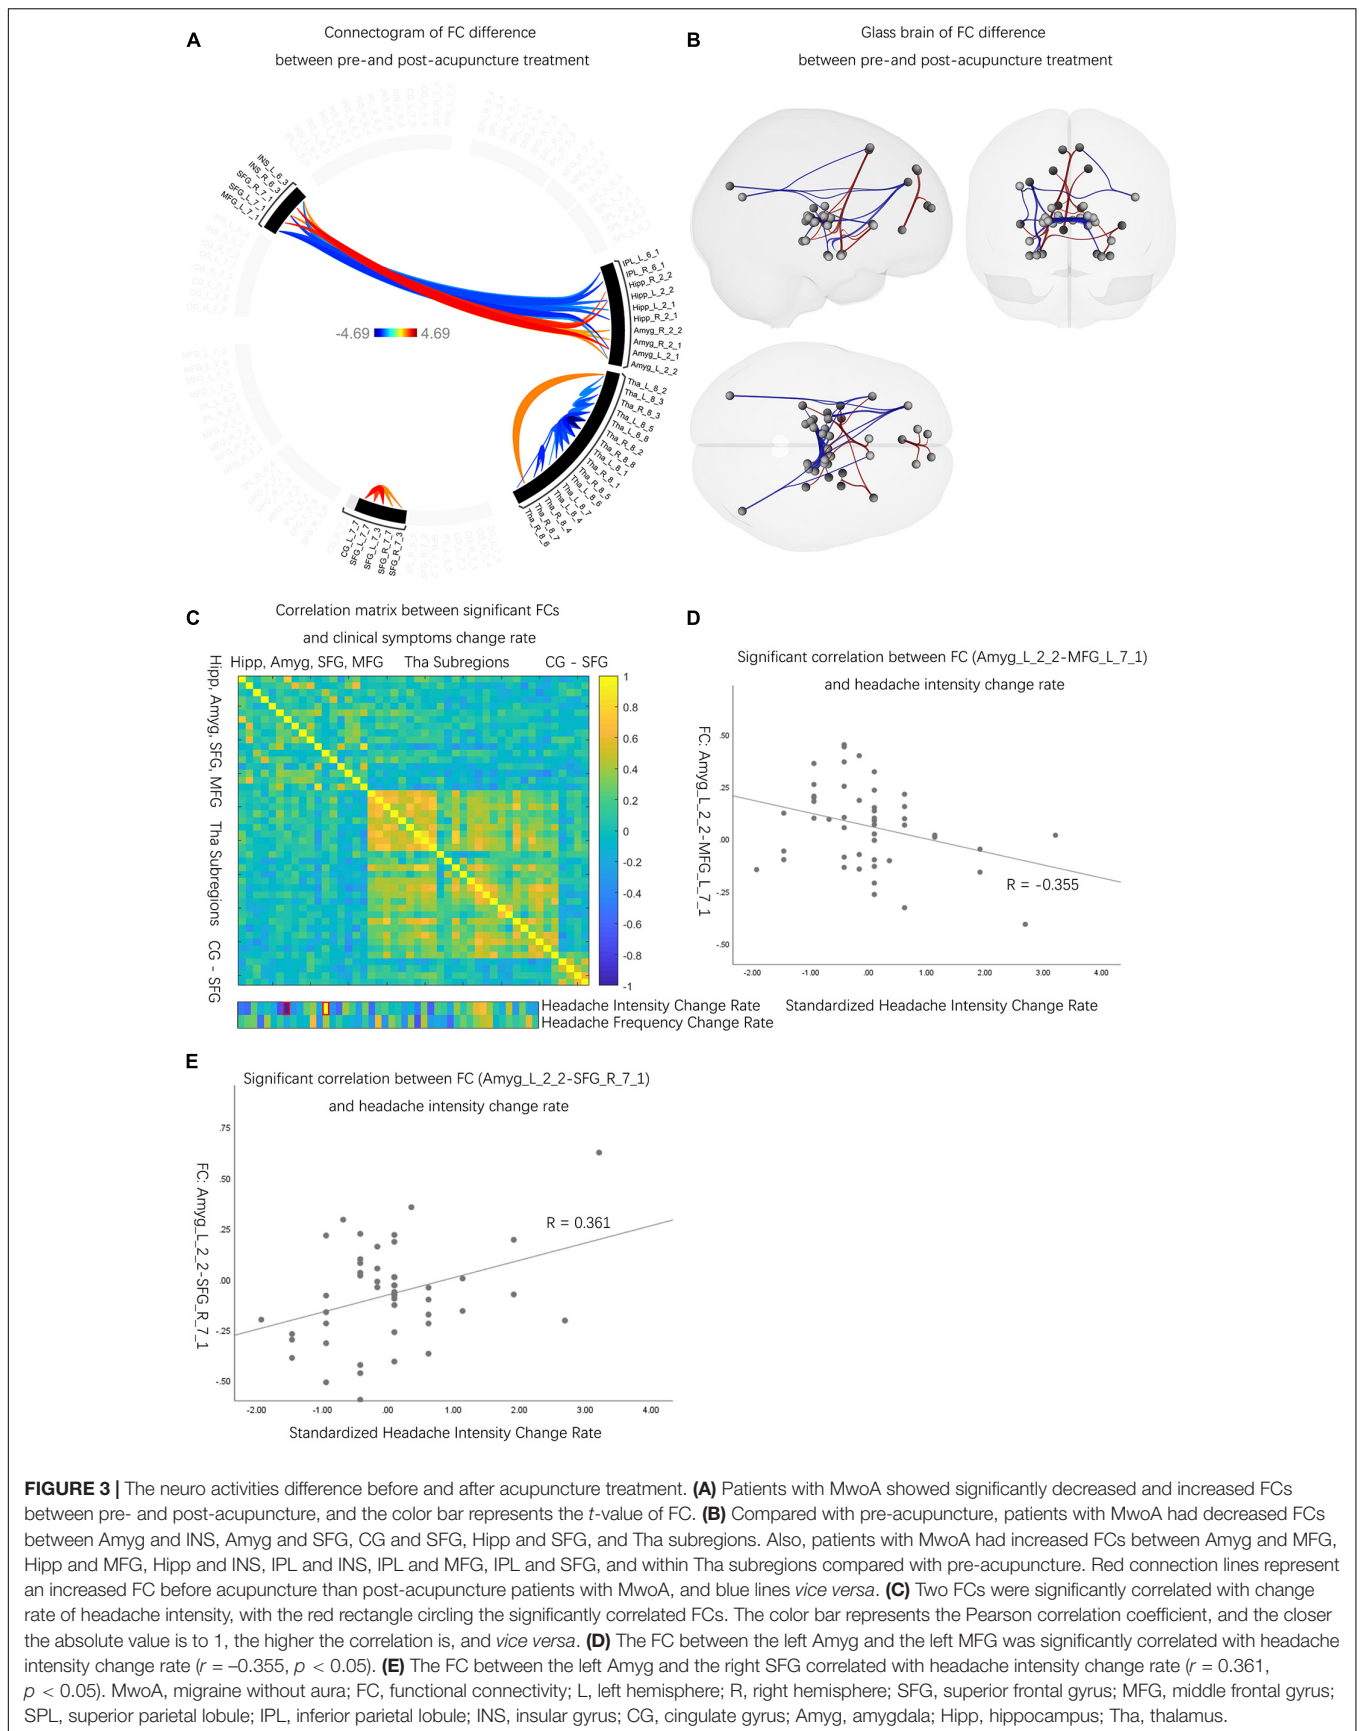 A
Connectogram of FC difference
between pre-and post-acupuncture treatment
INS_L_6_3
INS_R_6_3
SFG_R_7_1
SFG_L_7_1
MFG_L_7_1
IPL_L_6_1
IPL_R_6_1
Hipp_R_2_2
Hipp_L_2_2
Hipp_L_2_1
Hipp_R_2_1
Amyg_R_2_2
Amyg_R_2_1
Amyg_L_2_1
Amyg_L_2_2
-4.69
4.69
Tha_L_8_2
Tha_L_8_3
Tha_R_8_3
Tha_L_8_5
Tha_L_8_8
Tha_R_8_2
Tha_R_8_8
Tha_L_8_1
Tha_R_8_1
Tha_R_8_5
Tha_L_8_6
Tha_L_8_7
Tha_L_8_4
Tha_R_8_4
Tha_R_8_7
Tha_R_8_6
CG_L_7_7
SFG_L_7_7
SFG_L_7_3
SFG_R_7_7
SFG_R_7_3
B
Glass brain of FC difference
between pre-and post-acupuncture treatment
C
Correlation matrix between significant FCs
and clinical symptoms change rate
Hipp, Amyg, SFG, MFG Tha Subregions CG - SFG
Hipp, Amyg, SFG, MFG Tha Subregions CG - SFG
1
0.8
0.6
0.4
0.2
0
-0.2
-0.4
-0.6
-0.8
-1
Headache Intensity Change Rate
Headache Frequency Change Rate
D
Significant correlation between FC (Amyg_L_2_2-MFG_L_7_1)
and headache intensity change rate
FC: Amyg_L_2_2-MFG_L_7_1
.50
.25
.00
-.25
-.50
R = -0.355
-2.00 -1.00 .00 1.00 2.00 3.00 4.00
Standardized Headache Intensity Change Rate
E
Significant correlation between FC (Amyg_L_2_2-SFG_R_7_1)
and headache intensity change rate
FC: Amyg_L_2_2-SFG_R_7_1
.75
.50
.25
.00
-.25
-.50
R = 0.361
-2.00 -1.00 .00 1.00 2.00 3.00 4.00
Standardized Headache Intensity Change Rate
FIGURE 3 | The neuro activities difference before and after acupuncture treatment. (A) Patients with MwoA showed significantly decreased and increased FCs
between pre- and post-acupuncture, and the color bar represents the t-value of FC. (B) Compared with pre-acupuncture, patients with MwoA had decreased FCs
between Amyg and INS, Amyg and SFG, CG and SFG, Hipp and SFG, and Tha subregions. Also, patients with MwoA had increased FCs between Amyg and MFG,
Hipp and MFG, Hipp and INS, IPL and INS, IPL and MFG, IPL and SFG, and within Tha subregions compared with pre-acupuncture. Red connection lines represent
an increased FC before acupuncture than post-acupuncture patients with MwoA, and blue lines vice versa. (C) Two FCs were significantly correlated with change
rate of headache intensity, with the red rectangle circling the significantly correlated FCs. The color bar represents the Pearson correlation coefficient, and the closer
the absolute value is to 1, the higher the correlation is, and vice versa. (D) The FC between the left Amyg and the left MFG was significantly correlated with headache
intensity change rate (r = –0.355, p < 0.05). (E) The FC between the left Amyg and the right SFG correlated with headache intensity change rate (r = 0.361,
p < 0.05). MwoA, migraine without aura; FC, functional connectivity; L, left hemisphere; R, right hemisphere; SFG, superior frontal gyrus; MFG, middle frontal gyrus;
SPL, superior parietal lobule; IPL, inferior parietal lobule; INS, insular gyrus; CG, cingulate gyrus; Amyg, amygdala; Hipp, hippocampus; Tha, thalamus.